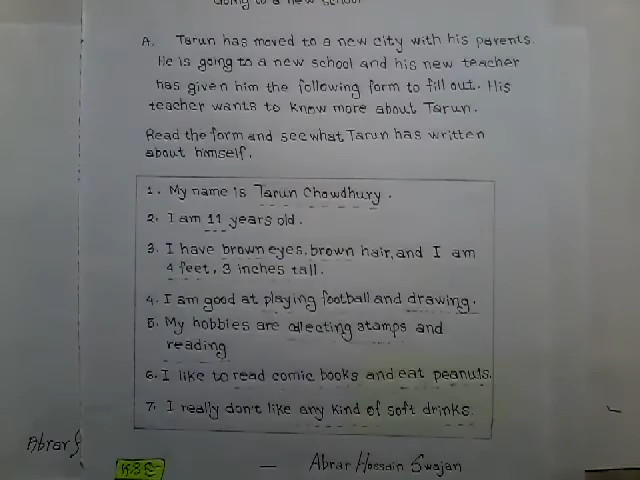 Going to a new school
A. Tarun has moved to a new city with his parents.
He is going to a new school and his new teacher
has given him the following form to fill out. His
teacher wants to know more about Tarun.
Read the form and see what Tarun has written
about himself.
1. My name is Tarun Chowdhury.
2. I am 11 years old.
3. I have brown eyes, brown hair, and I am
4 feet, 3 inches tall.
4. I am good at playing football and drawing.
5. My hobbies are collecting stamps and
reading
6. I like to read comic books and eat peanuts.
7. I really don't like any kind of soft drinks.
Abrar
— Abrar Hossain Swajan